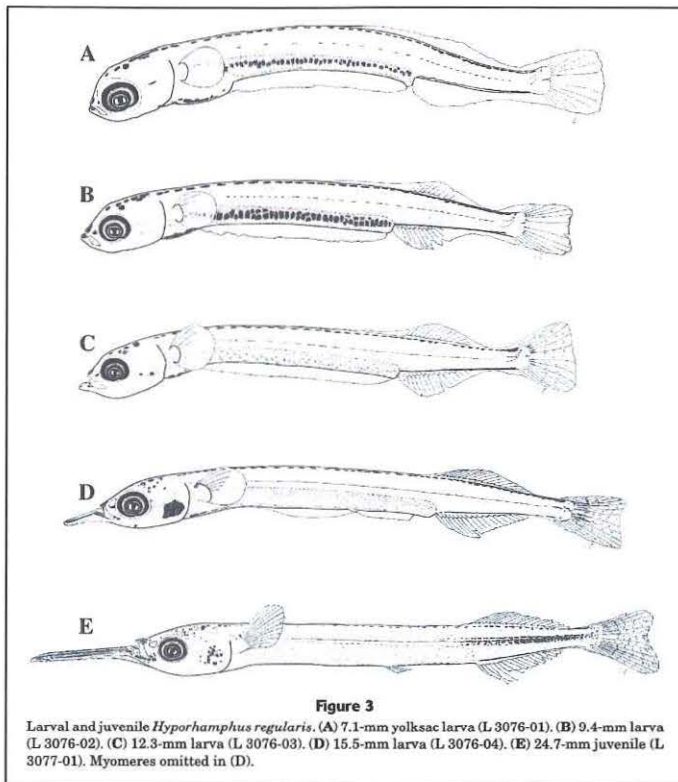 A
B
C
D
E
Figure 3
Larval and juvenile Hyporhamphus regularis. (A) 7.1-mm yolksac larva (L 3076-01). (B) 9.4-mm larva
(L 3076-02). (C) 12.3-mm larva (L 3076-03). (D) 15.5-mm larva (L 3076-04). (E) 24.7-mm juvenile (L
3077-01). Myomeres omitted in (D).